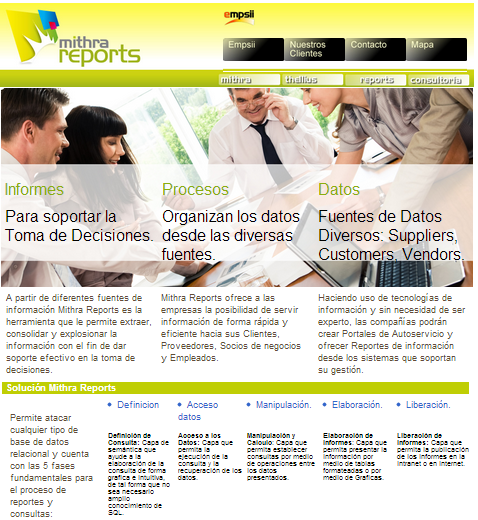 mithra
reports
empsii
Empsii
Nuestros
Clientes
Contacto
Mapa
mithra
thellius
reports
consultoria
Informes
Para soportar la
Toma de Decisiones.
Procesos
Organizan los datos
desde las diversas
fuentes.
Datos
Fuentes de Datos
Diversos: Suppliers,
Customers, Vendors.
A partir de diferentes fuentes de
información Mithra Reports es la
herramienta que le permite extraer,
consolidar y explosionar la
información con el fin de dar
soporte efectivo en la toma de
decisiones.
Mithra Reports ofrece a las
empresas la posibilidad de servir
información de forma rápida y
eficiente hacia sus Clientes,
Proveedores, Socios de negocios
y Empleados.
Haciendo uso de tecnologías de
información y sin necesidad de ser
experto, las compañías podrán
crear Portales de Autoservicio y
ofrecer Reportes de información
desde los sistemas que soportan
su gestión.
Solución Mithra Reports
Permite atacar
cualquier tipo de
base de datos
relacional y cuenta
con las 5 fases
fundamentales para
el proceso de
reportes y
consultas:
Definicion
Definición de
Consulta: Capa de
semántica que
ayude a la
elaboración de la
consulta de forma
grafica e intuitiva,
de tal forma que no
sea necesario amplio
conocimiento de
SQL.
Acceso a
datos
Acceso a los
Datos: Capa que
permita la
ejecución de la
consulta y la
recuperación de los
datos.
Manipulación.
Manipulación y
Calculo: Capa que
permita establecer
consultas por medio
de operaciones entre
los datos
presentados.
Elaboración.
Elaboración de
Informes: Capa que
permita presentar la
información por
medio de tablas
formateadas o por
medio de Graficas.
Liberación.
Liberación de
Informes: Capa que
permita la publicación
de los informes en la
Intranet o en Internet.